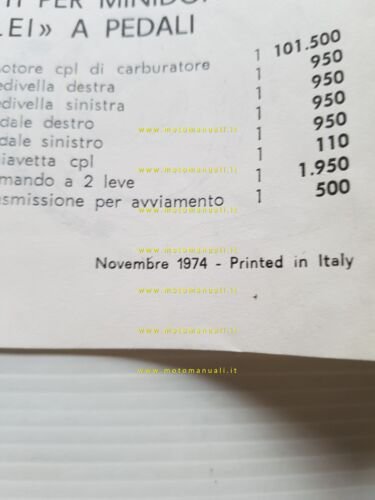 PER MINIDO
LEI» A PEDALI
otore cpl di carburatore 1 101.500
edivella destra 1 950
edivella sinistra 1 950
dale destro 1 950
dale sinistro 1 950
iavetta cpl 1 110
mando a 2 leve 1 1.950
asmissione per avviamento 1 500
Novembre 1974 - Printed in Italy
www.motomanuali.it
www.motomanuali.it
www.motomanuali.it
www.motomanuali.it
www.motomanuali.it
www.motomanuali.it
www.motomanuali.it